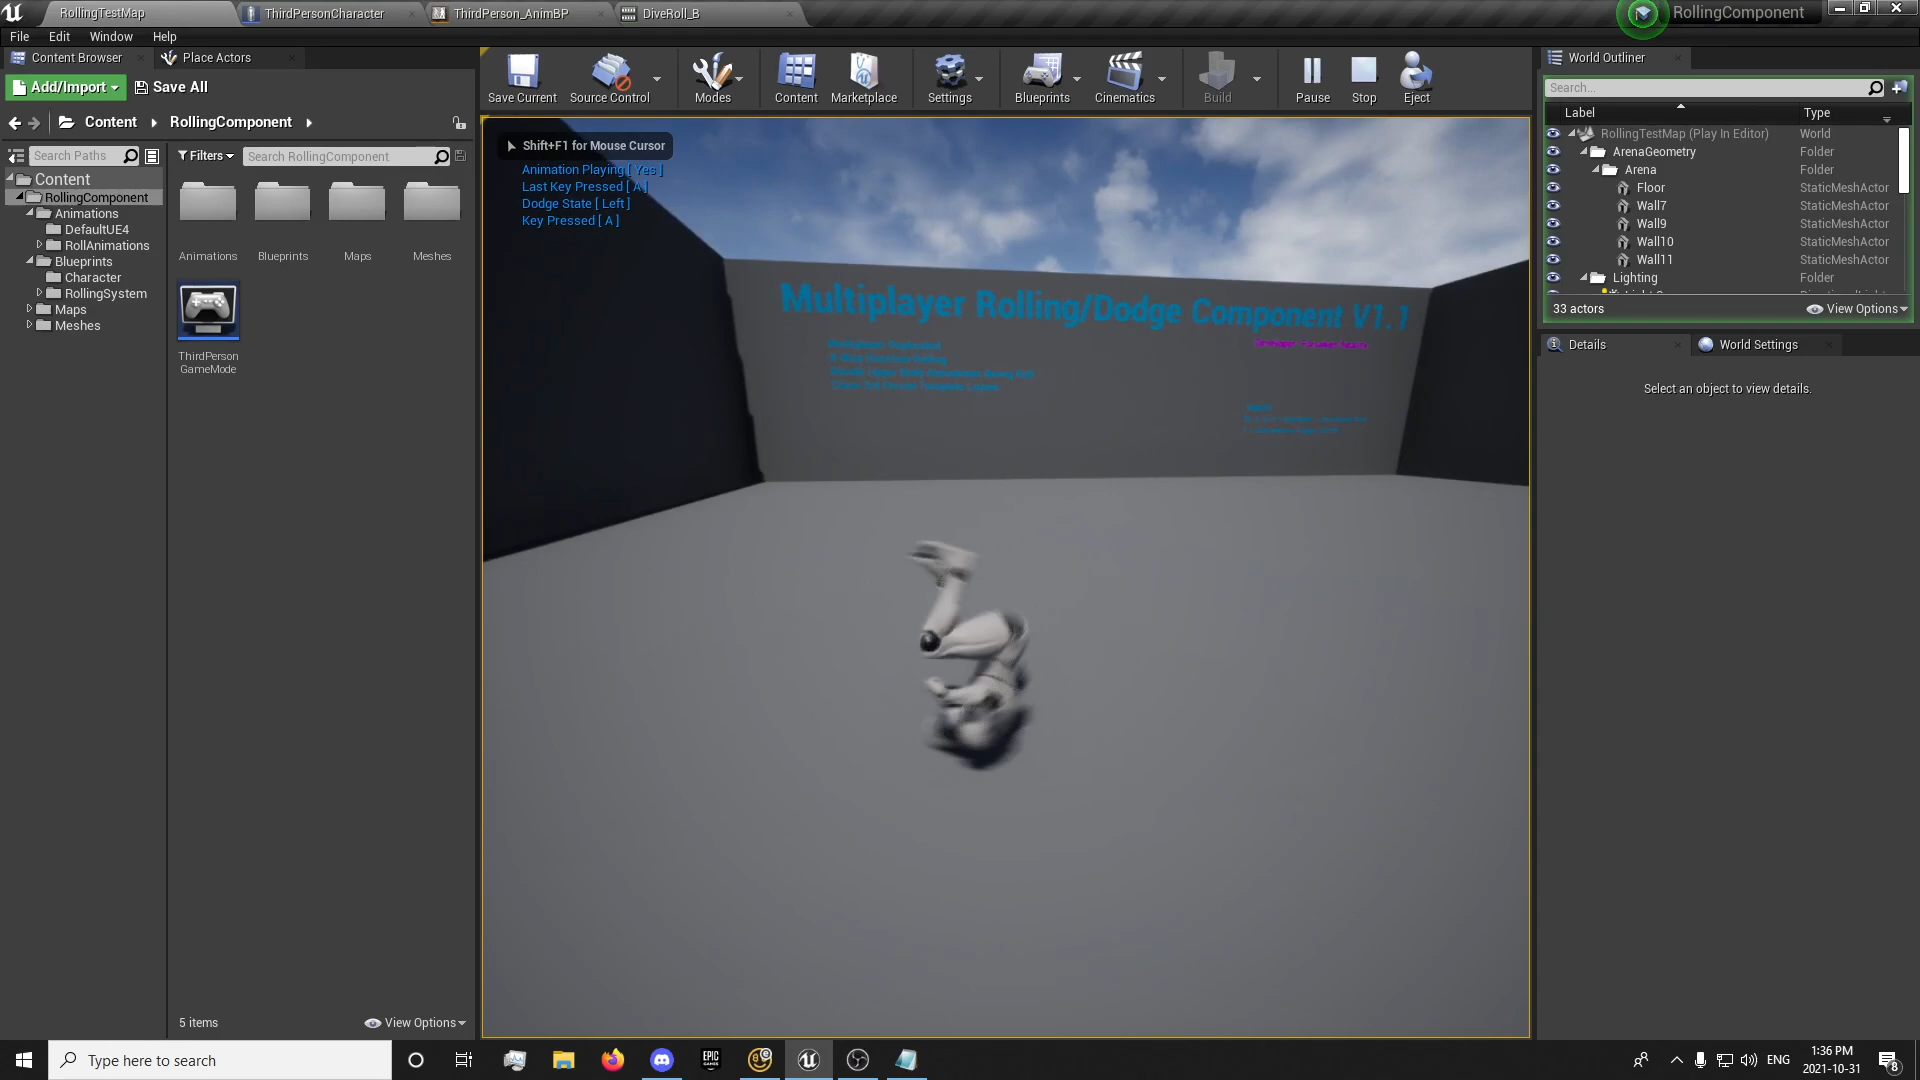 RollingTestMap
ThirdPersonCharacter
ThirdPerson_AnimBP
DiveRoll_B
RollingComponent
File Edit Window Help
Content Browser
Place Actors
World Outliner
Add/Import
Save All
Save Current
Source Control
Modes
Content
Marketplace
Settings
Blueprints
Cinematics
Build
Pause
Stop
Eject
Search...
Label Type
Content RollingComponent
Search Paths
Filters
Search RollingComponent
Content
RollingComponent
Animations
DefaultUE4
RollAnimations
Blueprints
Character
RollingSystem
Maps
Meshes
Animations
Blueprints
Maps
Meshes
ThirdPerson
GameMode
5 items
View Options
Shift+F1 for Mouse Cursor
Animation Playing [ Yes ]
Last Key Pressed [ A ]
Dodge State [ Left ]
Key Pressed [ A ]
Multiplayer Rolling/Dodge Component V1.1
RollingTestMap (Play In Editor) World
ArenaGeometry Folder
Arena Folder
Floor StaticMeshActor
Wall7 StaticMeshActor
Wall9 StaticMeshActor
Wall10 StaticMeshActor
Wall11 StaticMeshActor
Lighting Folder
33 actors
View Options
Details
World Settings
Select an object to view details.
Type here to search
EPIC
GAMES
ENG
1:36 PM
2021-10-31
8